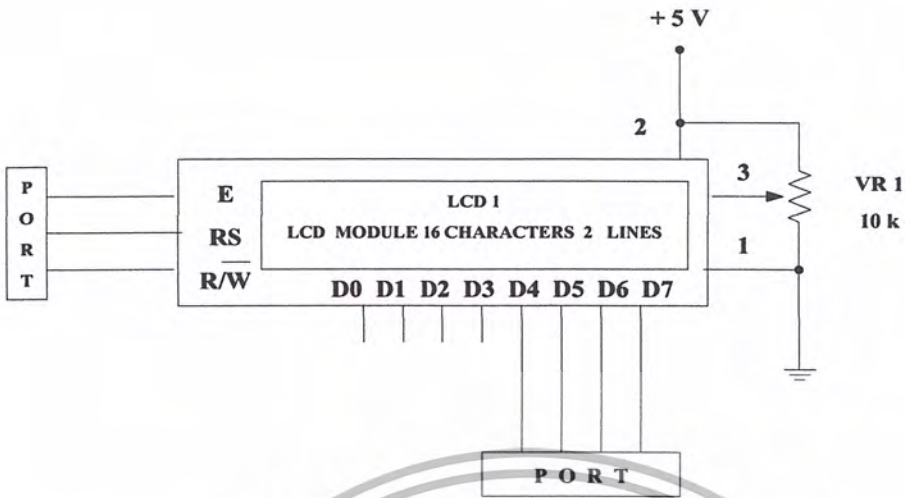 + 5 V
2
3
VR 1
10 k
1
P
O
R
T
E
RS
R/W̅
LCD 1
LCD MODULE 16 CHARACTERS 2 LINES
D0 D1 D2 D3 D4 D5 D6 D7
P O R T